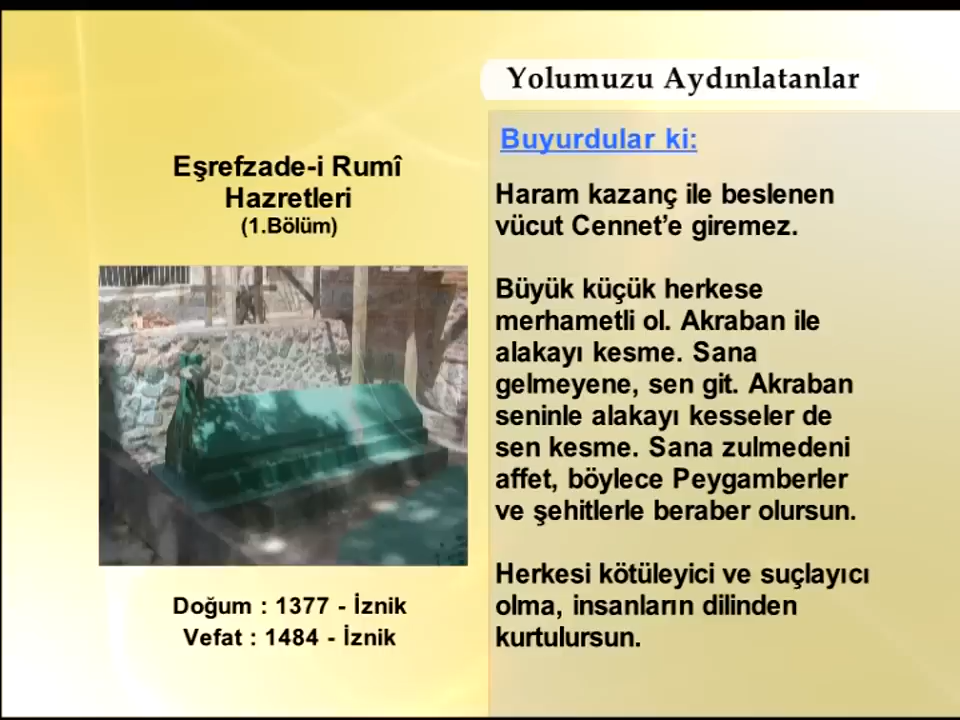 Yolumuzu Aydınlatanlar
Eşrefzade-i Rumî
Hazretleri
(1.Bölüm)
Doğum : 1377 - İznik
Vefat : 1484 - İznik
Buyurdular ki:
Haram kazanç ile beslenen
vücut Cennet’e giremez.
Büyük küçük herkese
merhametli ol. Akraban ile
alakayı kesme. Sana
gelmeyene, sen git. Akraban
seninle alakayı kesseler de
sen kesme. Sana zulmedeni
affet, böylece Peygamberler
ve şehitlerle beraber olursun.
Herkesi kötüleyici ve suçlayıcı
olma, insanların dilinden
kurtulursun.